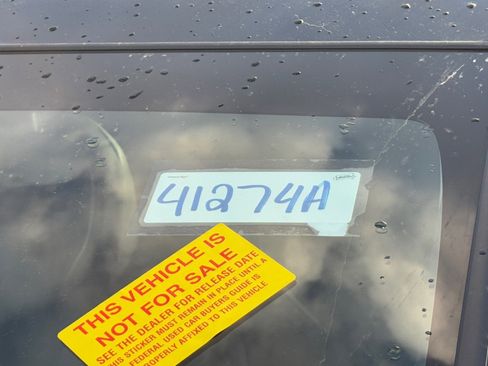 41274A
THIS VEHICLE IS
NOT FOR SALE
SEE THE DEALER FOR RELEASE DATE
THIS STICKER MUST REMAIN IN PLACE UNTIL A
FEDERAL USED CAR BUYERS GUIDE IS
PROPERLY AFFIXED TO THIS VEHICLE